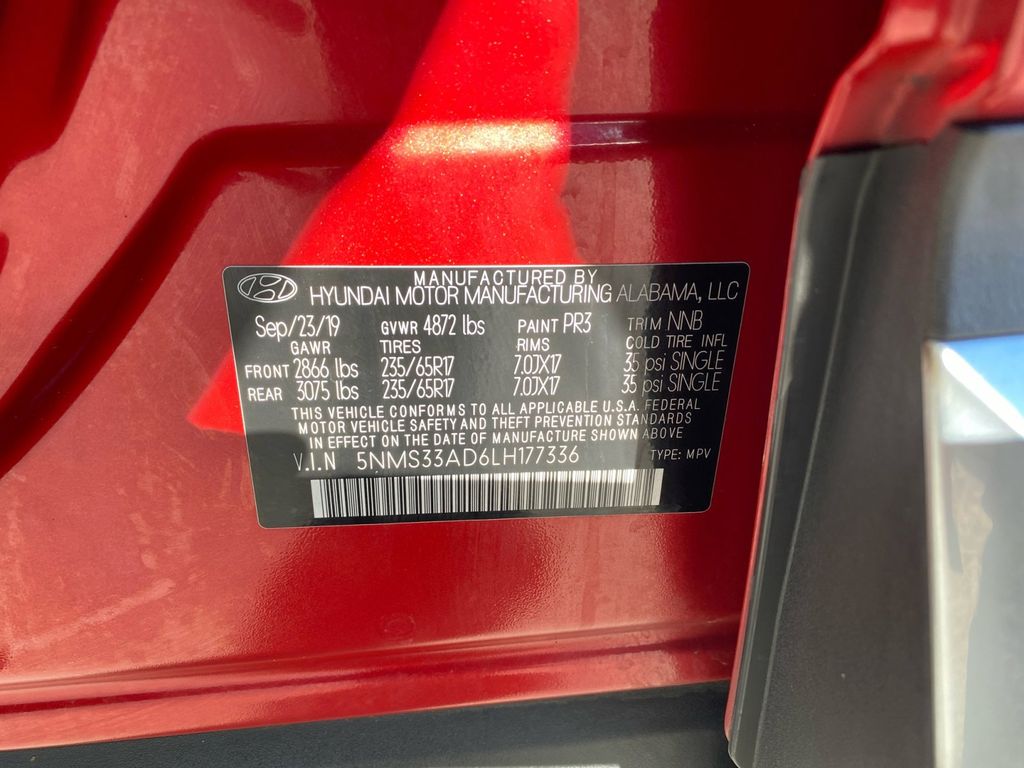 MANUFACTURED BY
HYUNDAI MOTOR MANUFACTURING ALABAMA, LLC
Sep/23/19 GVWR 4872 lbs PAINT PR3 TRIM NNB
GAWR TIRES RIMS COLD TIRE INFL
FRONT 2866 lbs 235/65R17 7.0JX17 35 psi SINGLE
REAR 3075 lbs 235/65R17 7.0JX17 35 psi SINGLE
THIS VEHICLE CONFORMS TO ALL APPLICABLE U.S.A. FEDERAL
MOTOR VEHICLE SAFETY AND THEFT PREVENTION STANDARDS
IN EFFECT ON THE DATE OF MANUFACTURE SHOWN ABOVE
V.I.N 5NMS33AD6LH177336 TYPE: MPV